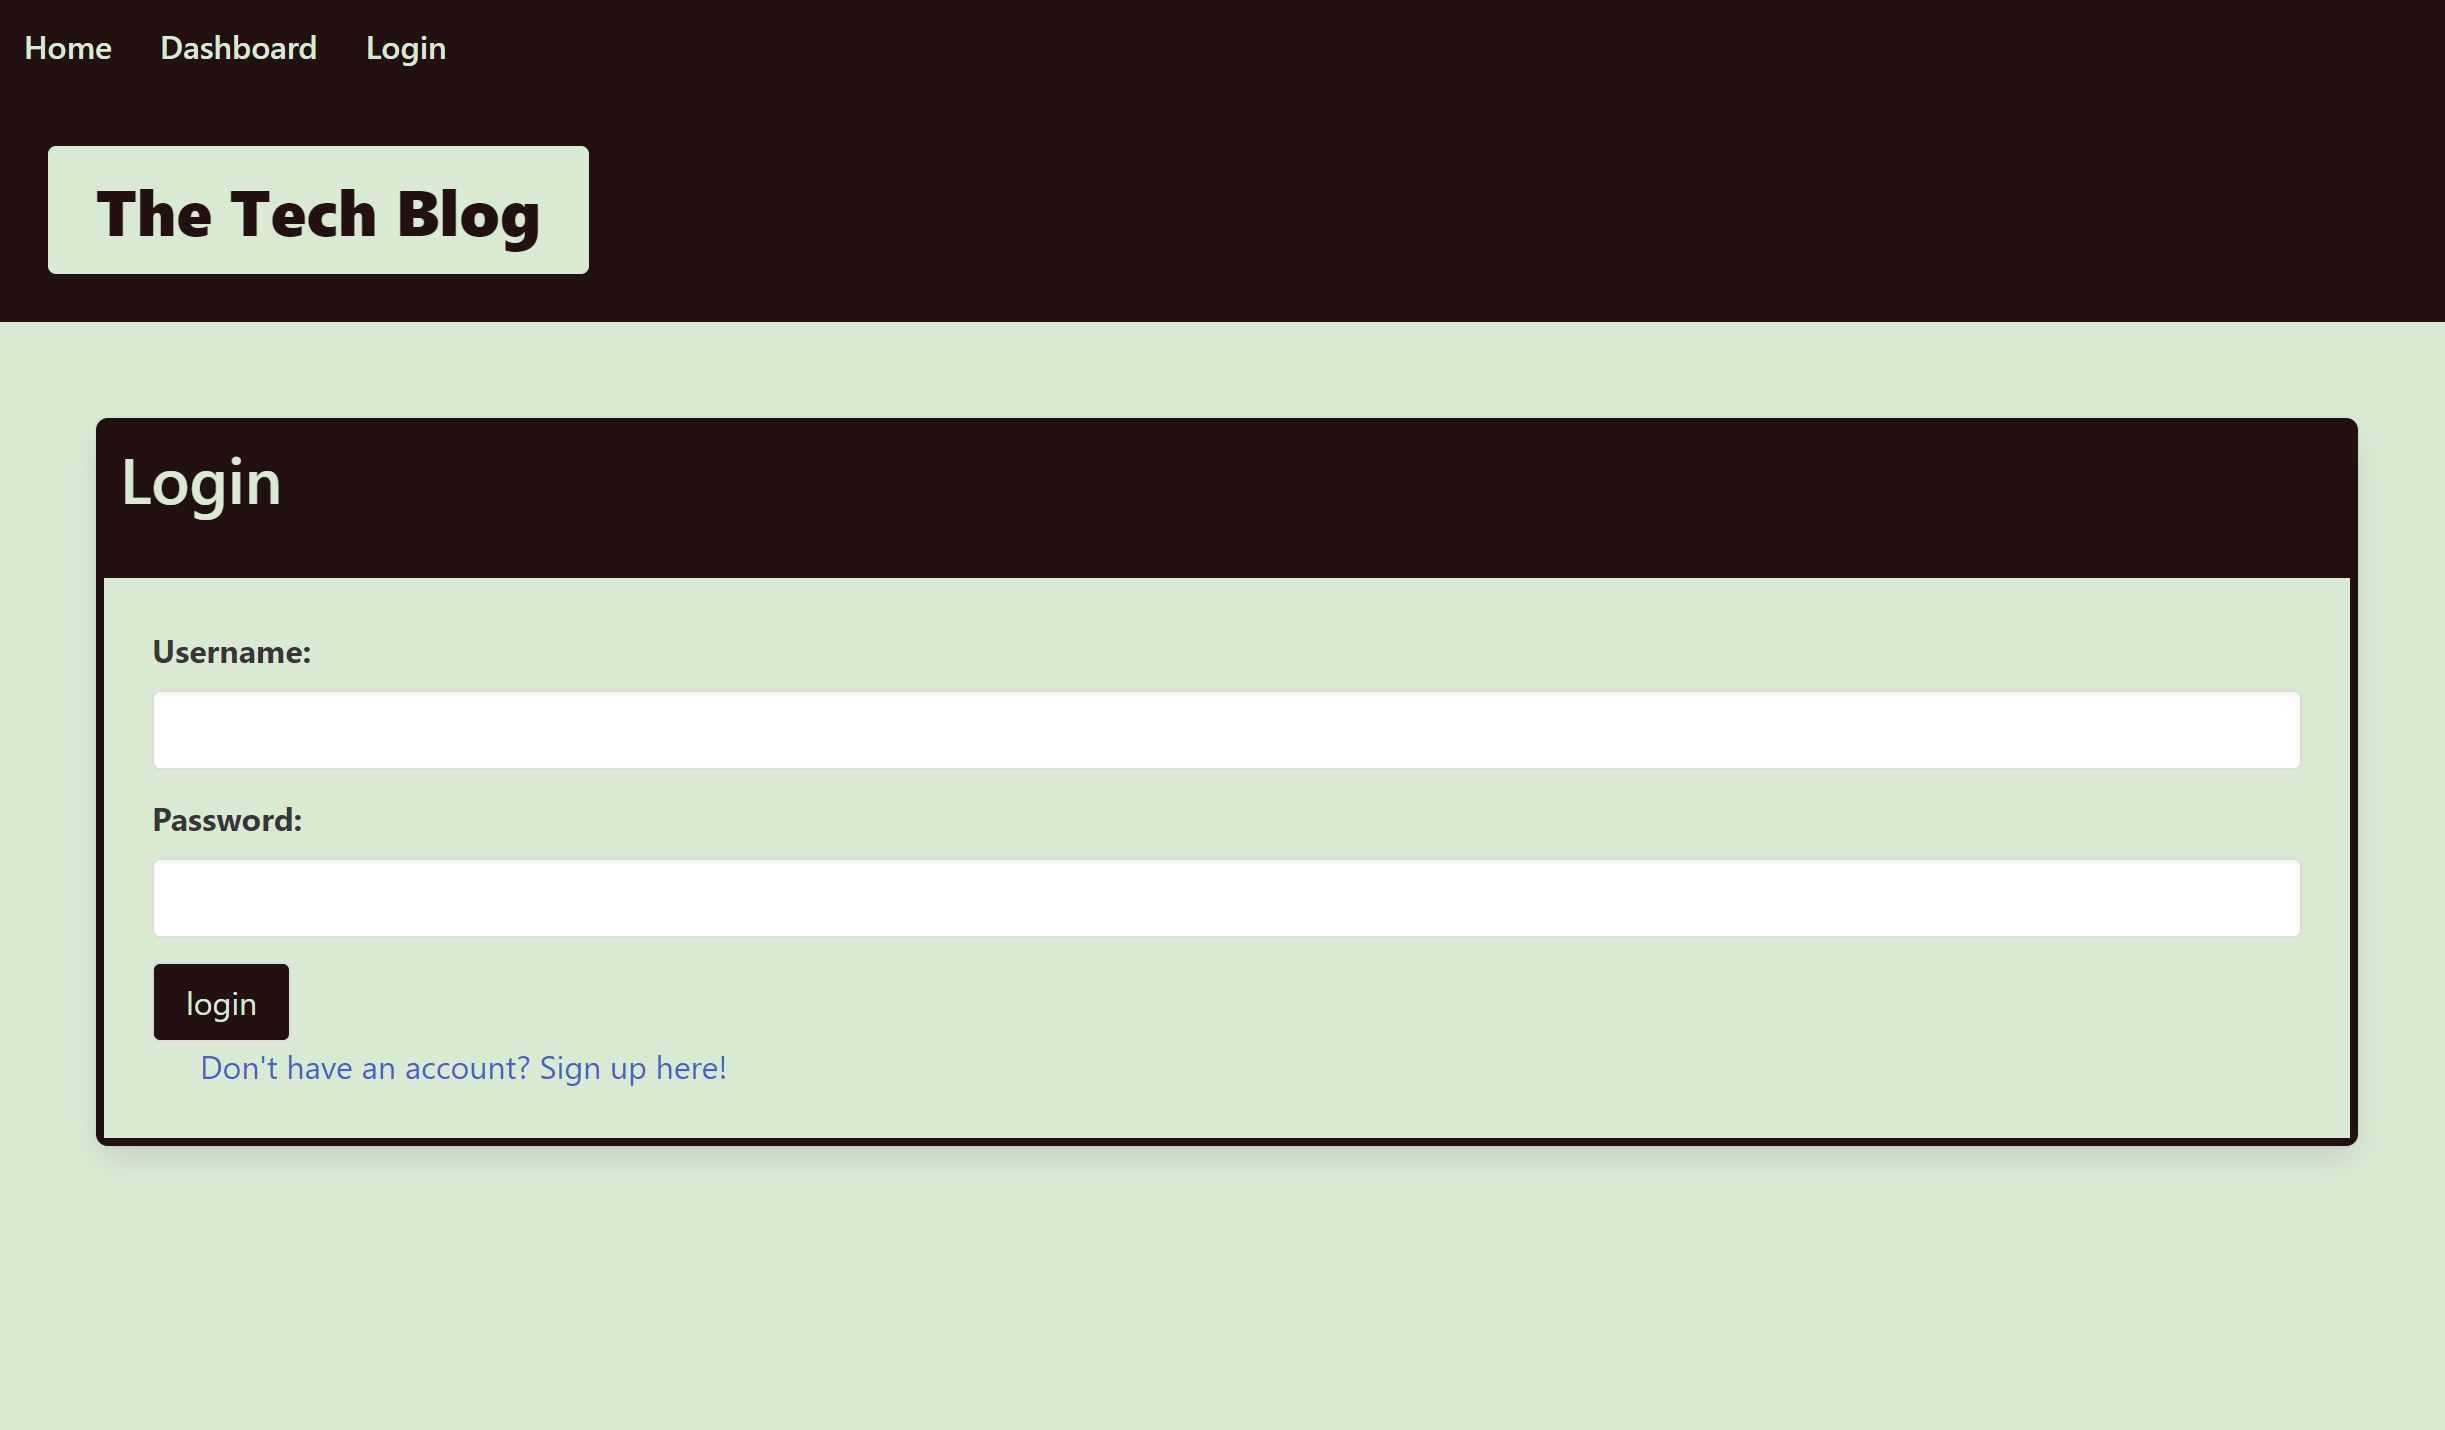 Home Dashboard Login
The Tech Blog
Login
Username:
Password:
login
Don't have an account? Sign up here!